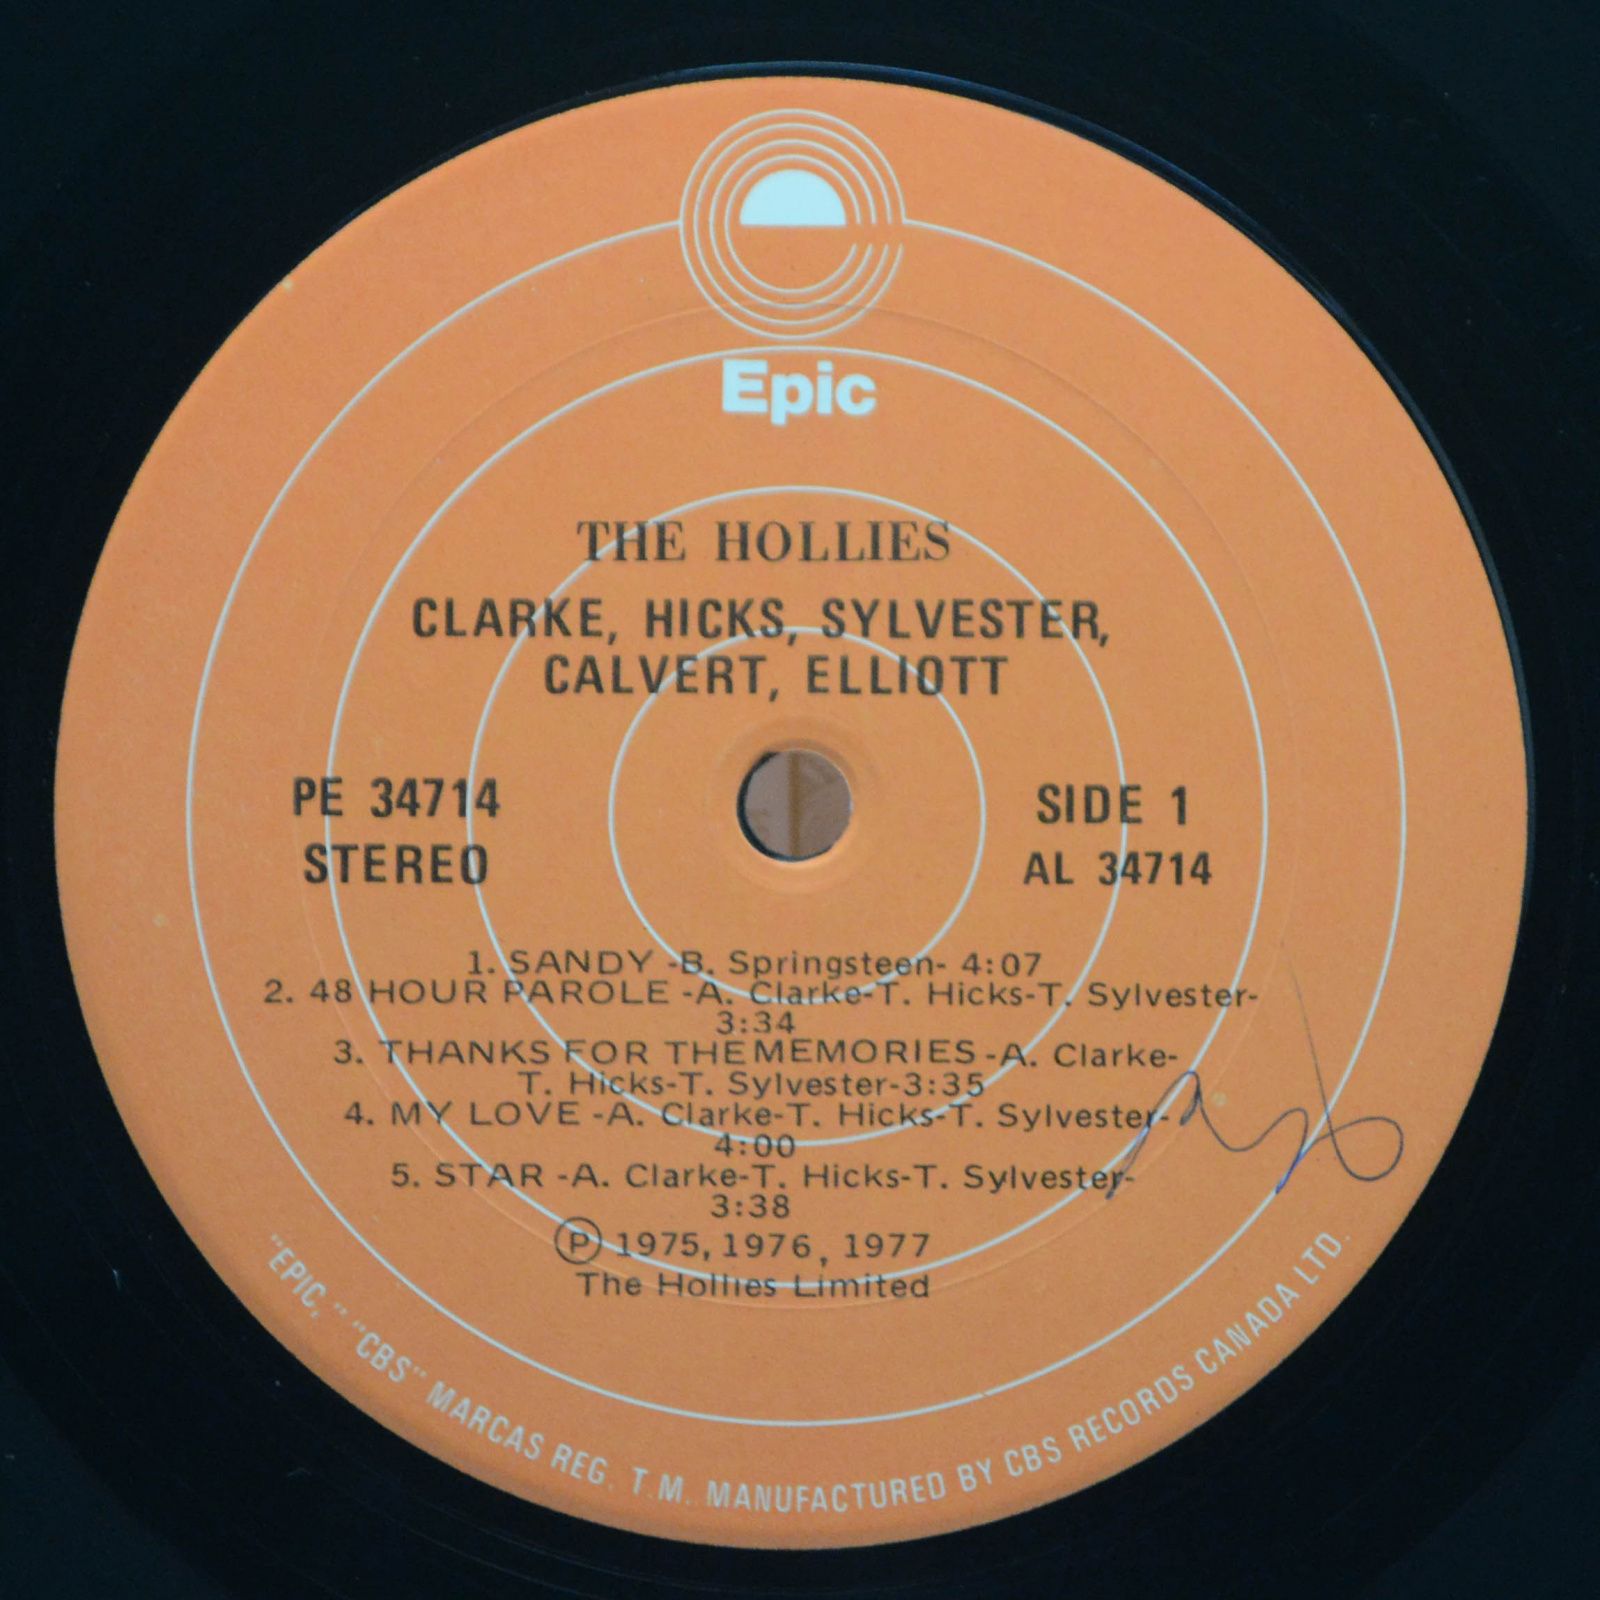 Epic
THE HOLLIES
CLARKE, HICKS, SYLVESTER,
CALVERT, ELLIOTT
PE 34714
STEREO
SIDE 1
AL 34714
1. SANDY -B. Springsteen- 4:07
2. 48 HOUR PAROLE -A. Clarke-T. Hicks-T. Sylvester-
3:34
3. THANKS FOR THE MEMORIES -A. Clarke-
T. Hicks-T. Sylvester-3:35
4. MY LOVE -A. Clarke-T. Hicks-T. Sylvester-
4:00
5. STAR -A. Clarke-T. Hicks-T. Sylvester-
3:38
Ⓟ 1975, 1976, 1977
The Hollies Limited
"EPIC," "CBS" MARCAS REG. T.M. MANUFACTURED BY CBS RECORDS CANADA LTD.